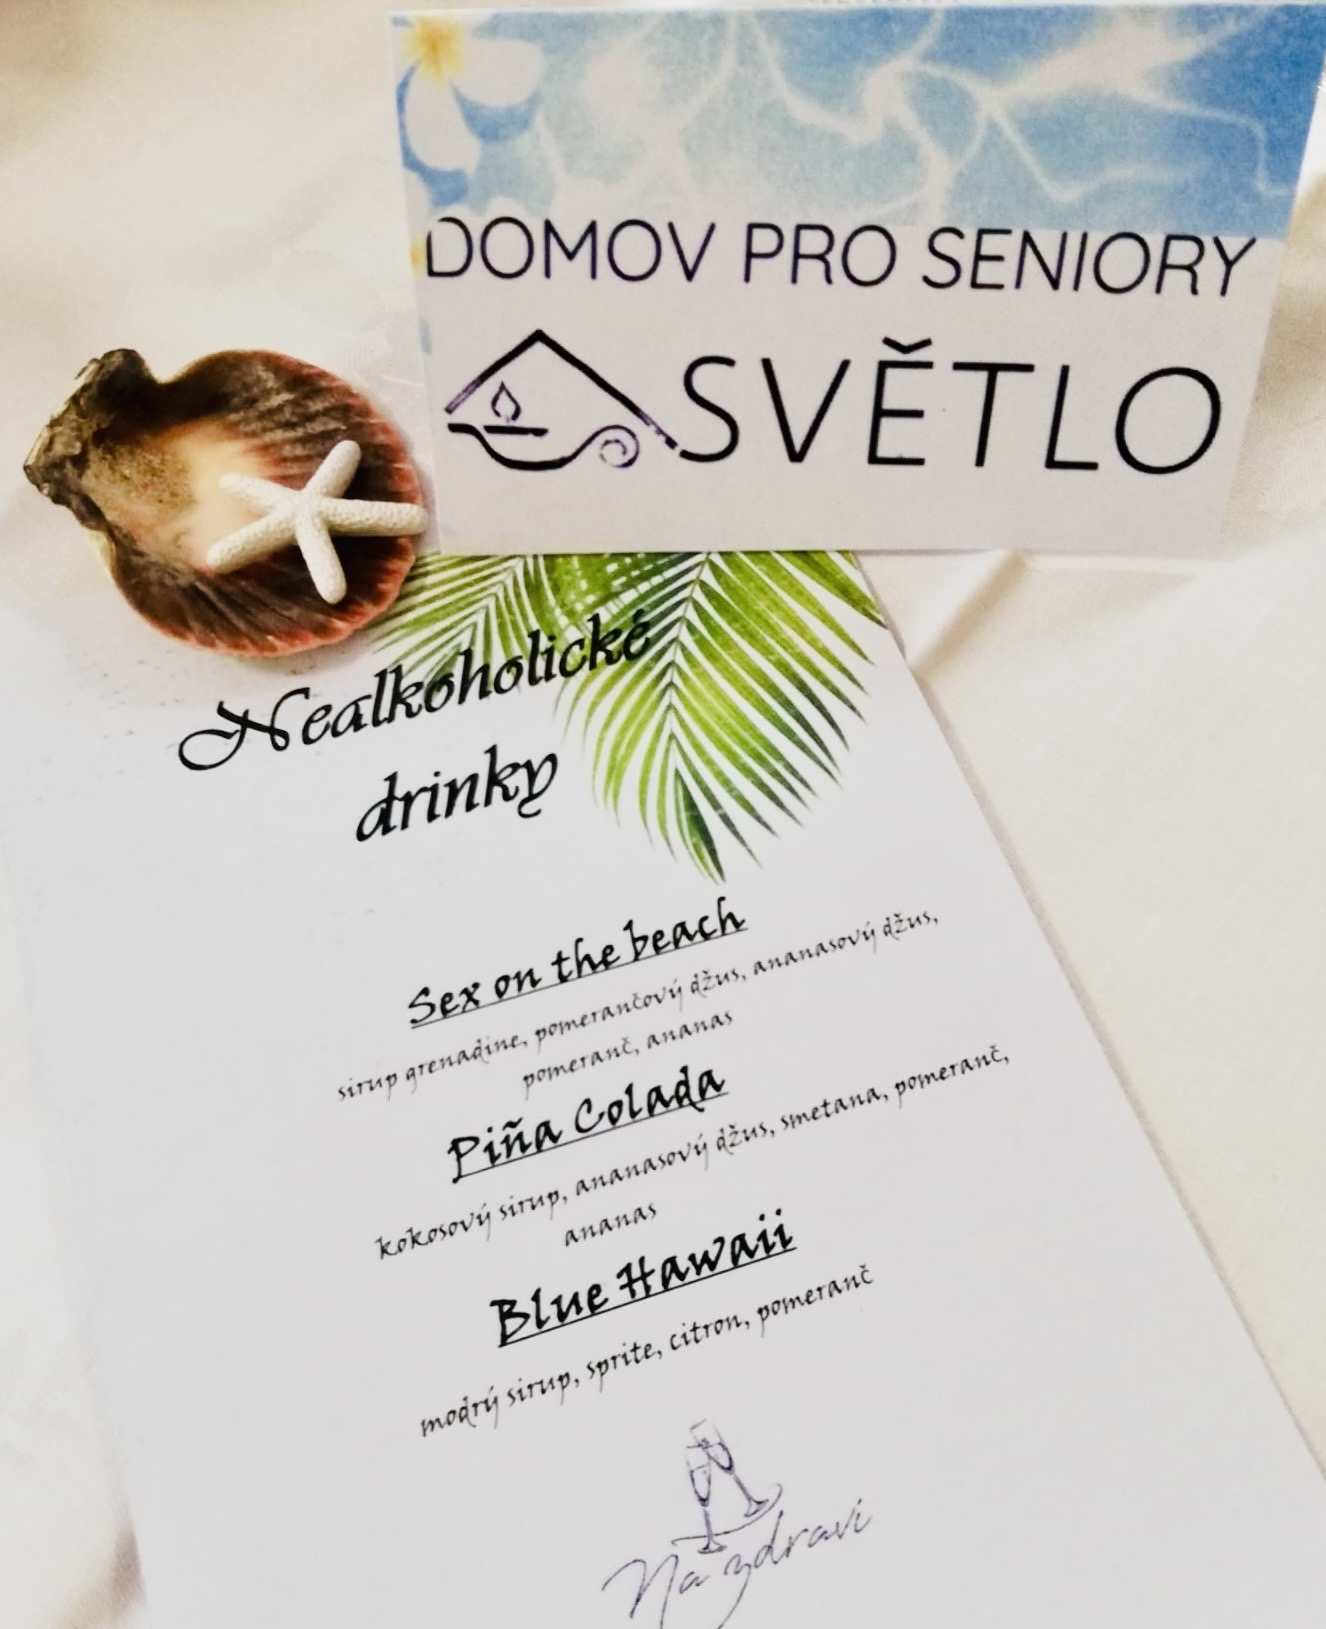 DOMOV PRO SENIORY
SVĚTLO
Nealkoholické
drinky
Sex on the beach
sirup grenadine, pomerančový džus, ananasový džus,
pomeranč, ananas
Piña Colada
kokosový sirup, ananasový džus, smetana, pomeranč,
ananas
Blue Hawaii
modrý sirup, sprite, citron, pomeranč
Na zdravi